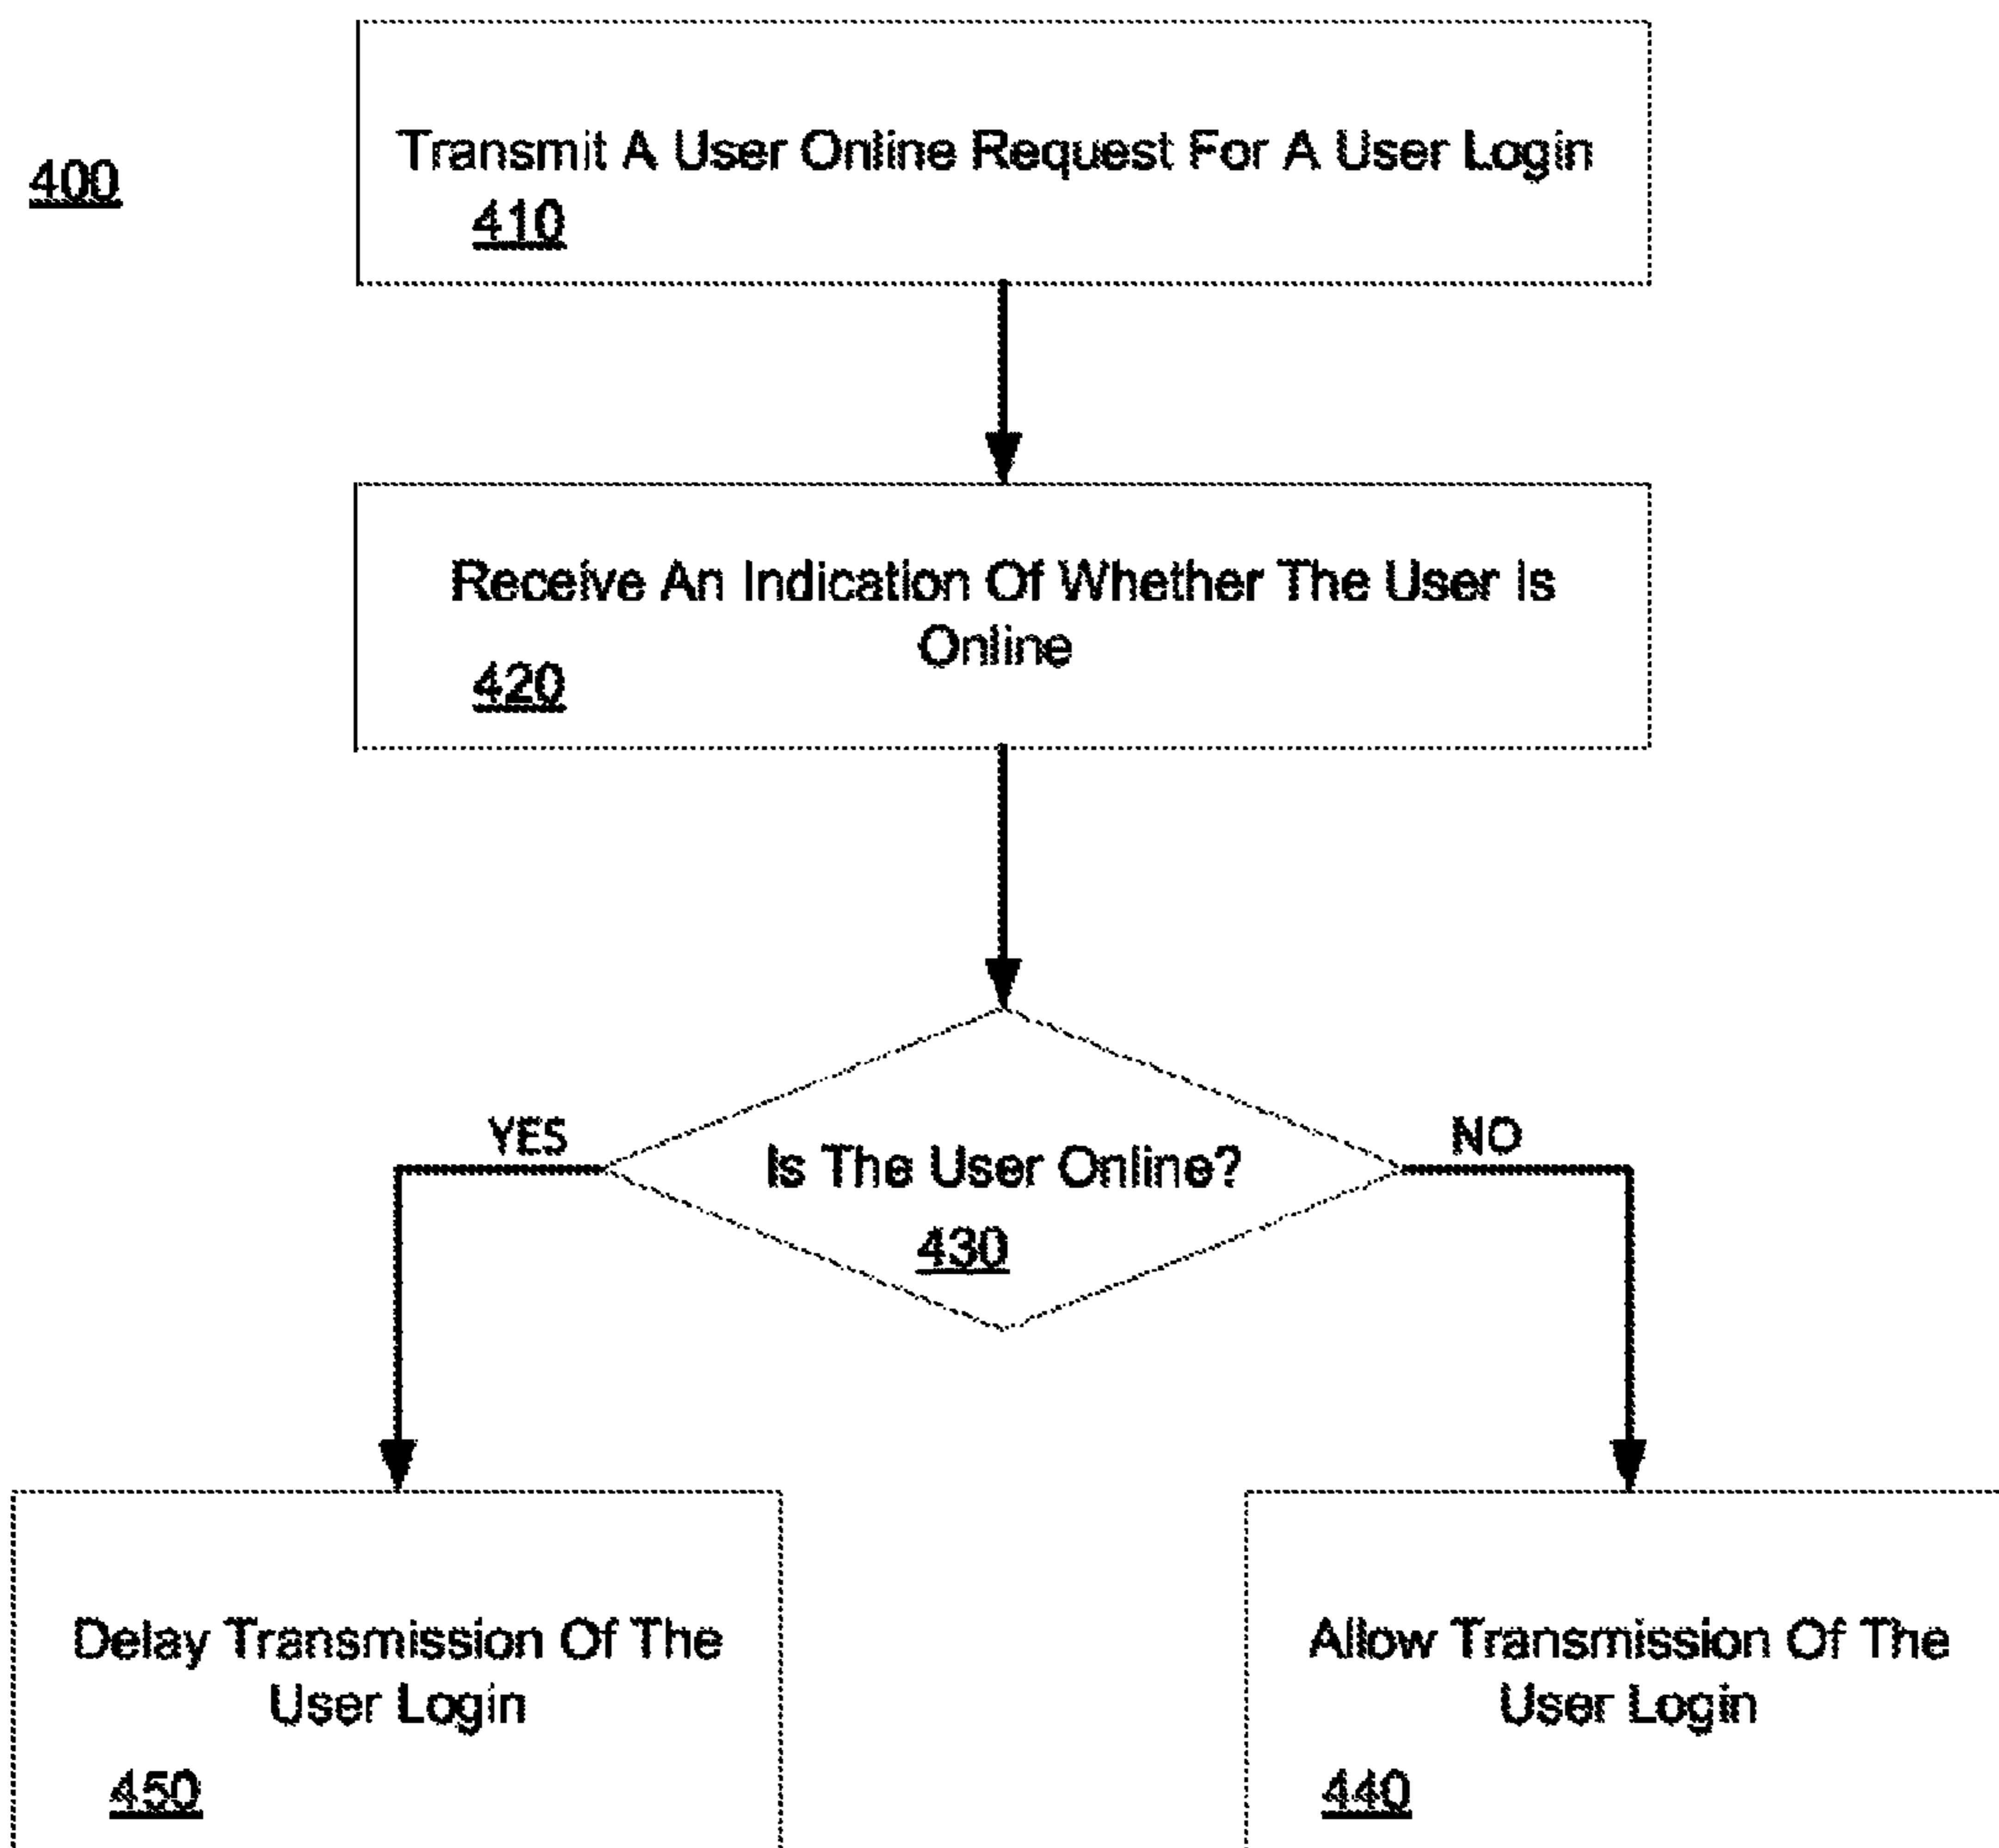 400
Transmit A User Online Request For A User Login
410
Receive An Indication Of Whether The User Is
Online
420
YES
NO
Is The User Online?
430
Delay Transmission Of The
User Login
450
Allow Transmission Of The
User Login
440